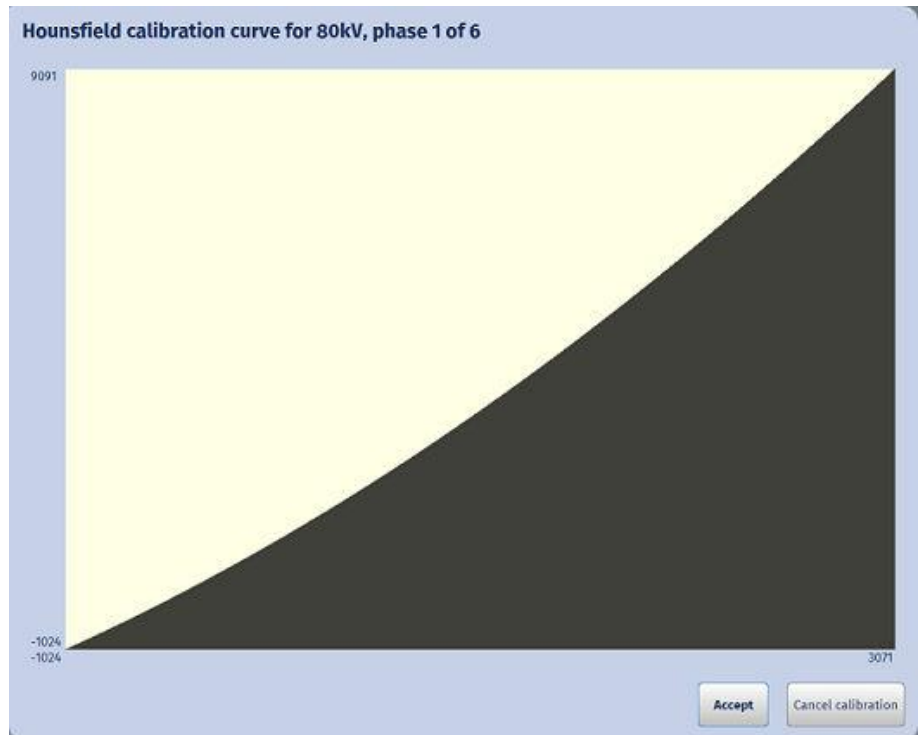 Hounsfield calibration curve for 80kV, phase 1 of 6
9091
-1024
-1024
3071
Accept
Cancel calibration